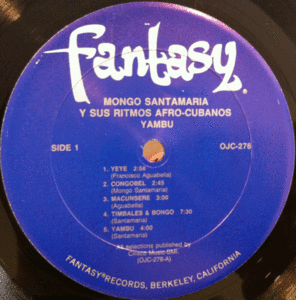 fantasy
MONGO SANTAMARIA
Y SUS RITMOS AFRO-CUBANOS
YAMBU
SIDE 1
OJC-276
1. YEYE 2:56
(Francisco Aguabella)
2. CONGOBEL 2:45
(Mongo Santamaria)
3. MACUNSERE 3:00
(Aguabella)
4. TIMBALES & BONGO 7:30
(Santamaria)
5. YAMBU 4:00
(Santamaria)
All selections published by
Music-BMI
(OJC-276-A)
FANTASY® RECORDS, BERKELEY, CALIFORNIA